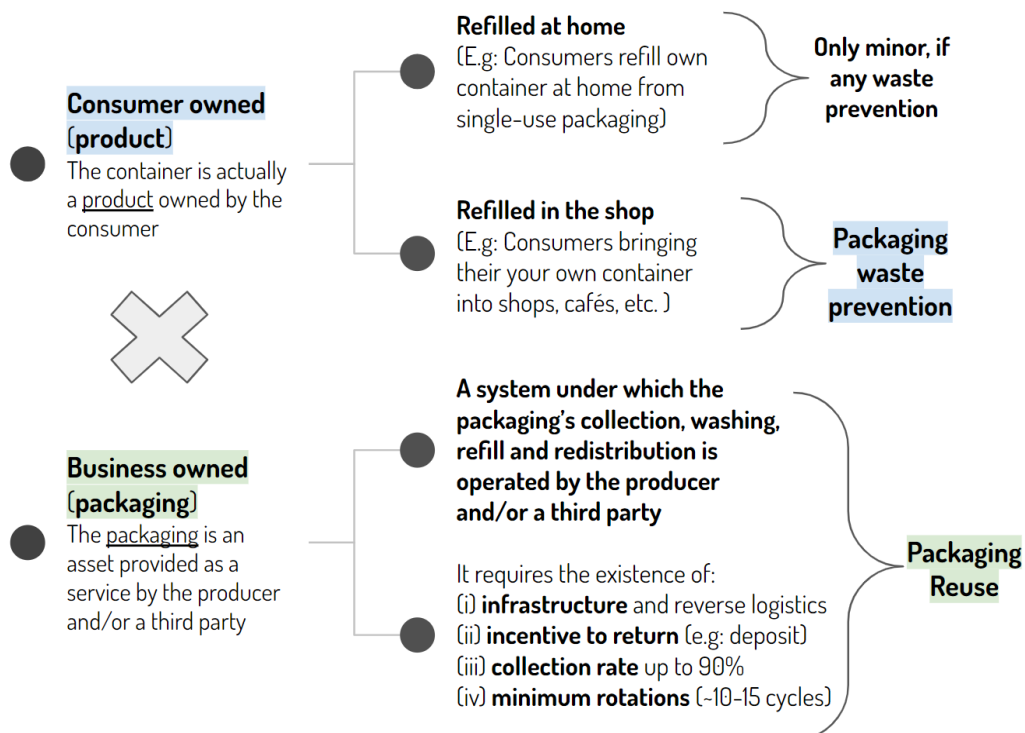 Consumer owned
(product)
The container is actually
a product owned by the
consumer
Refilled at home
(E.g: Consumers refill own
container at home from
single-use packaging)
Only minor, if
any waste
prevention
Refilled in the shop
(E.g: Consumers bringing
their your own container
into shops, cafés, etc. )
Packaging
waste
prevention
Business owned
(packaging)
The packaging is an
asset provided as a
service by the producer
and/or a third party
A system under which the
packaging's collection, washing,
refill and redistribution is
operated by the producer
and/or a third party
It requires the existence of:
(i) infrastructure and reverse logistics
(ii) incentive to return (e.g: deposit)
(iii) collection rate up to 90%
(iv) minimum rotations (~10-15 cycles)
Packaging
Reuse